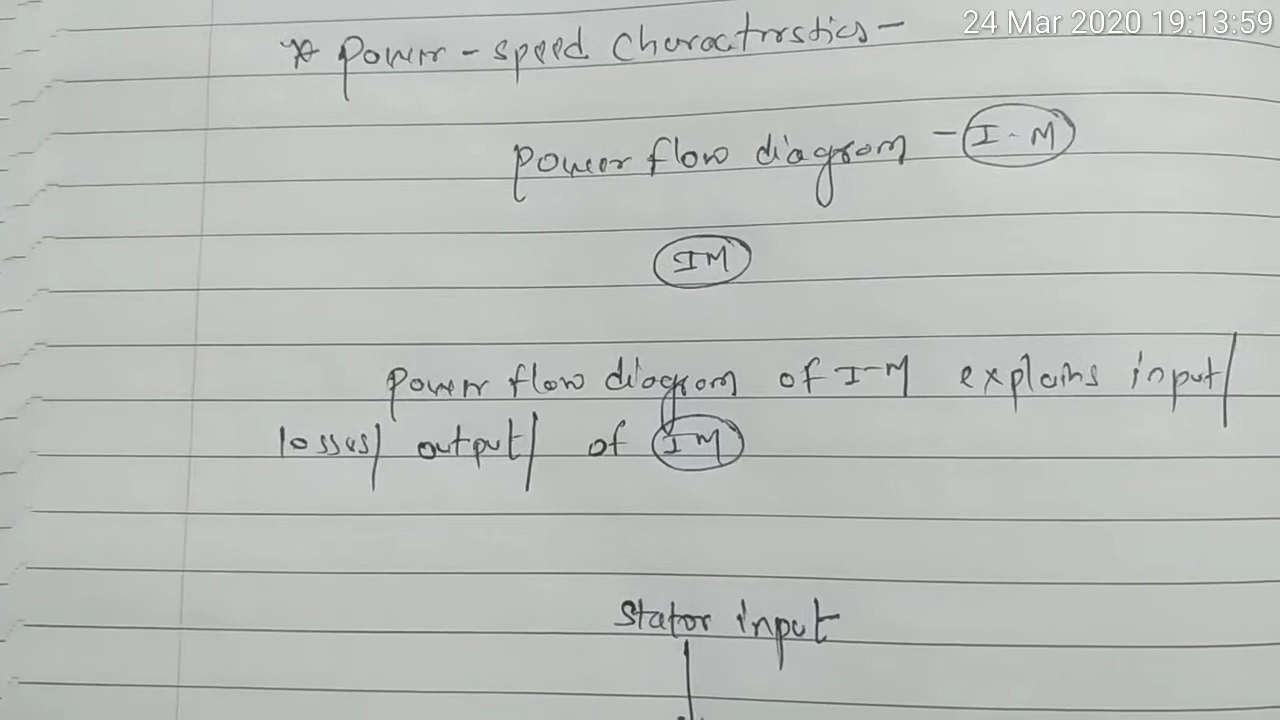 24 Mar 2020 19:13:59
* Power - speed Charactrstics -
Power flow diagram - I - M
IM
Power flow diagram of I-M explains input/
losses/ output/ of IM
Stator input